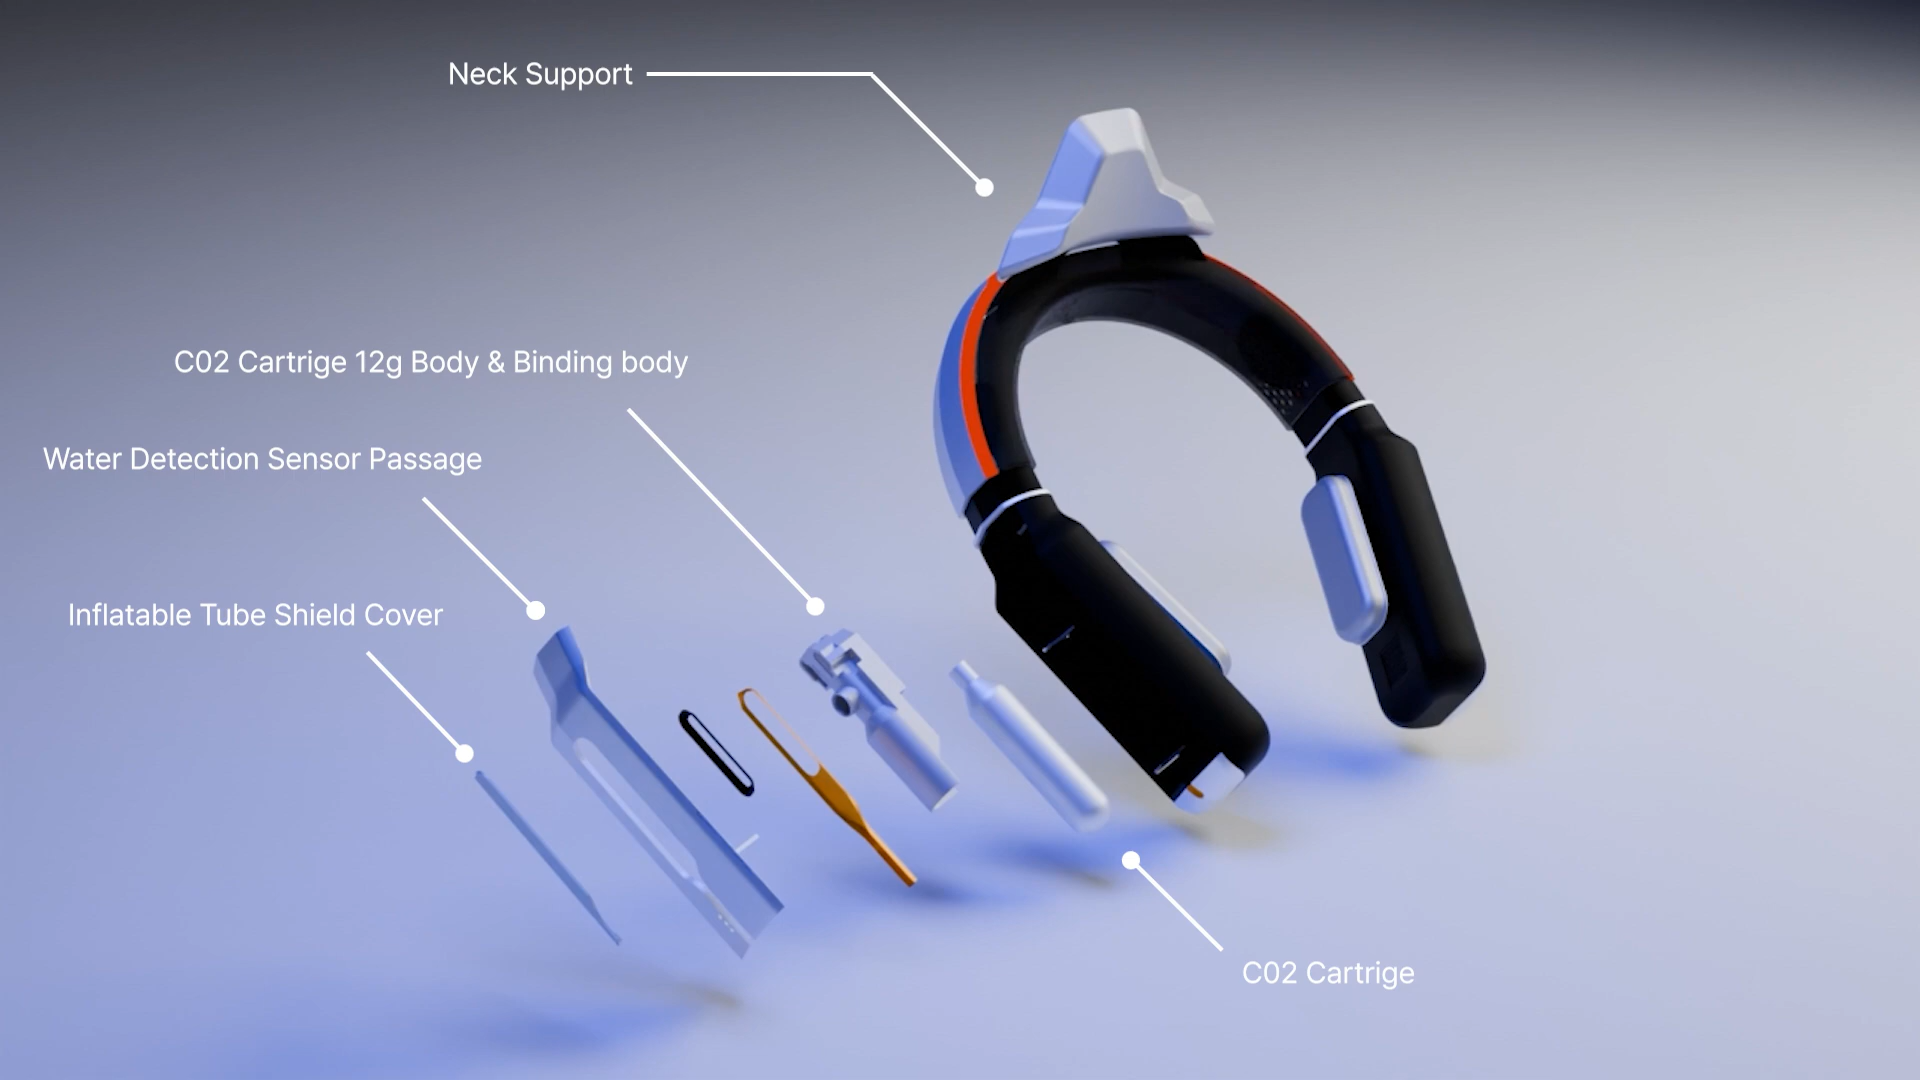 Neck Support
C02 Cartrige 12g Body & Binding body
Water Detection Sensor Passage
Inflatable Tube Shield Cover
C02 Cartrige